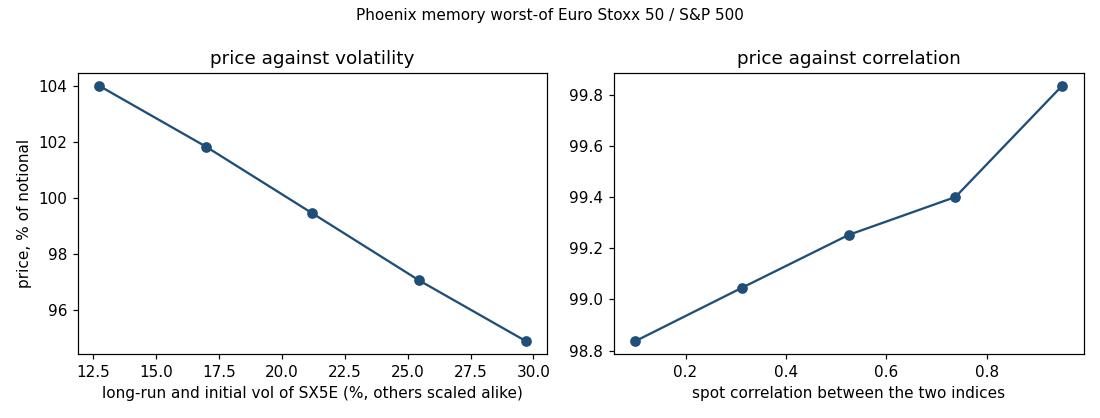 Phoenix memory worst-of Euro Stoxx 50 / S&P 500
price against volatility
price, % of notional
104
102
100
98
96
12.5 15.0 17.5 20.0 22.5 25.0 27.5 30.0
long-run and initial vol of SX5E (%, others scaled alike)
price against correlation
99.8
99.6
99.4
99.2
99.0
98.8
0.2 0.4 0.6 0.8
spot correlation between the two indices